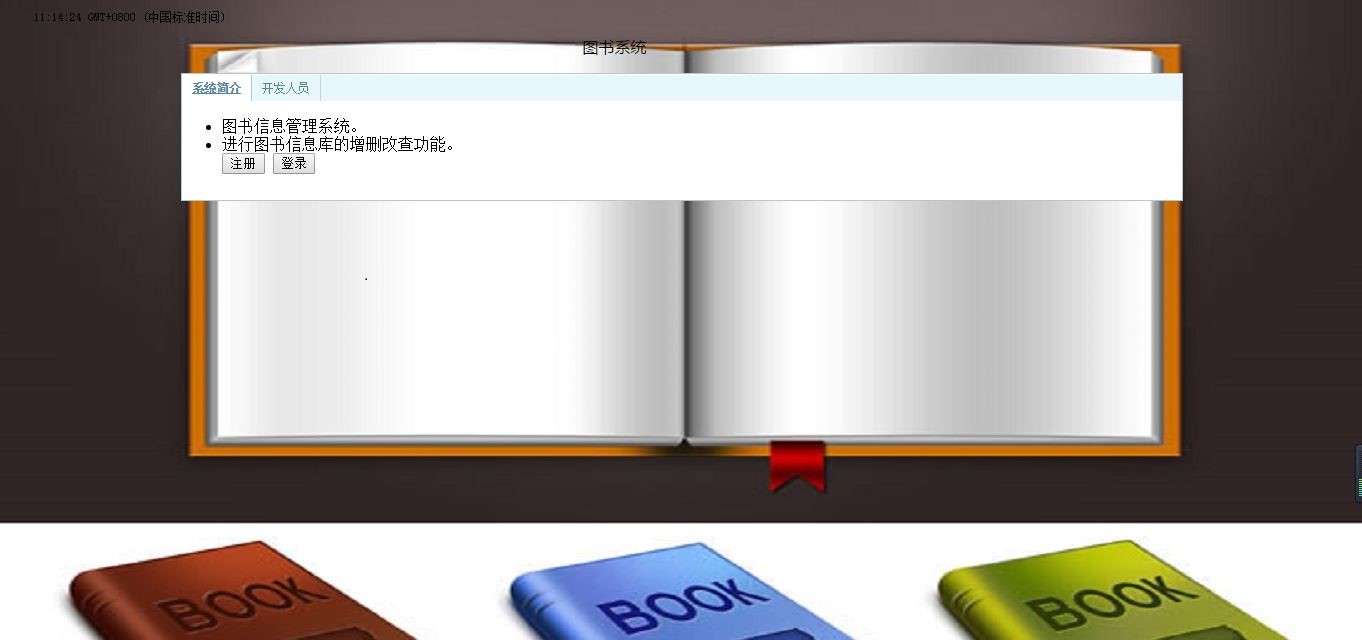 11:14:24 GMT+0800 (中国标准时间)
图书系统
系统简介 开发人员
图书信息管理系统。
进行图书信息库的增删改查功能。
注册 登录
BOOK BOOK BOOK